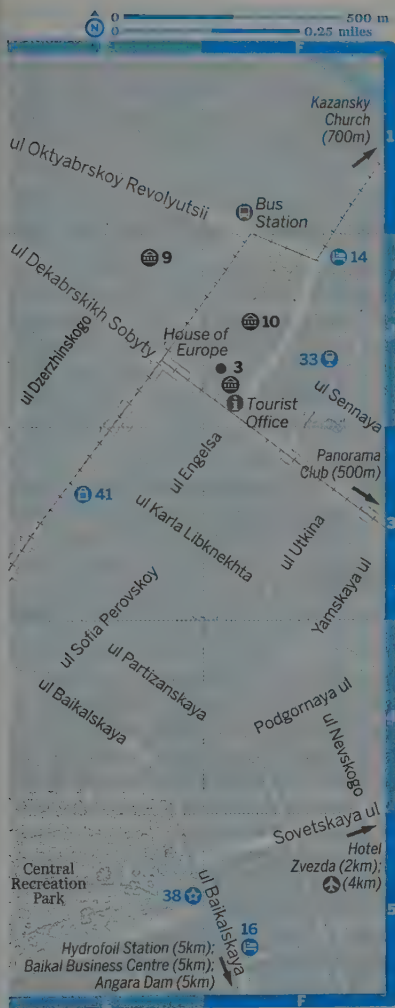 N
0
500 m
0
0.25 miles
Kazansky
Church
(700m)
1
ul Oktyabrskoy Revolyutsii
Bus
Station
9
14
ul Dekabrskikh Sobyty
10
House of
Europe
3
33
ul Dzerzhinskogo
i Tourist
Office
ul Sennaya
Panorama
Club (500m)
ul Engelsa
41
3
ul Karla Libknekhta
ul Utkina
Yamskaya ul
ul Sofia Perovskoy
ul Partizanskaya
ul Baikalskaya
Podgornaya ul
ul Nevskogo
Sovetskaya ul
Hotel
Zvezda (2km);
(4km)
Central
Recreation
Park
38
ul Baikalskaya
5
16
Hydrofoil Station (5km);
Baikal Business Centre (5km);
Angara Dam (5km)
F